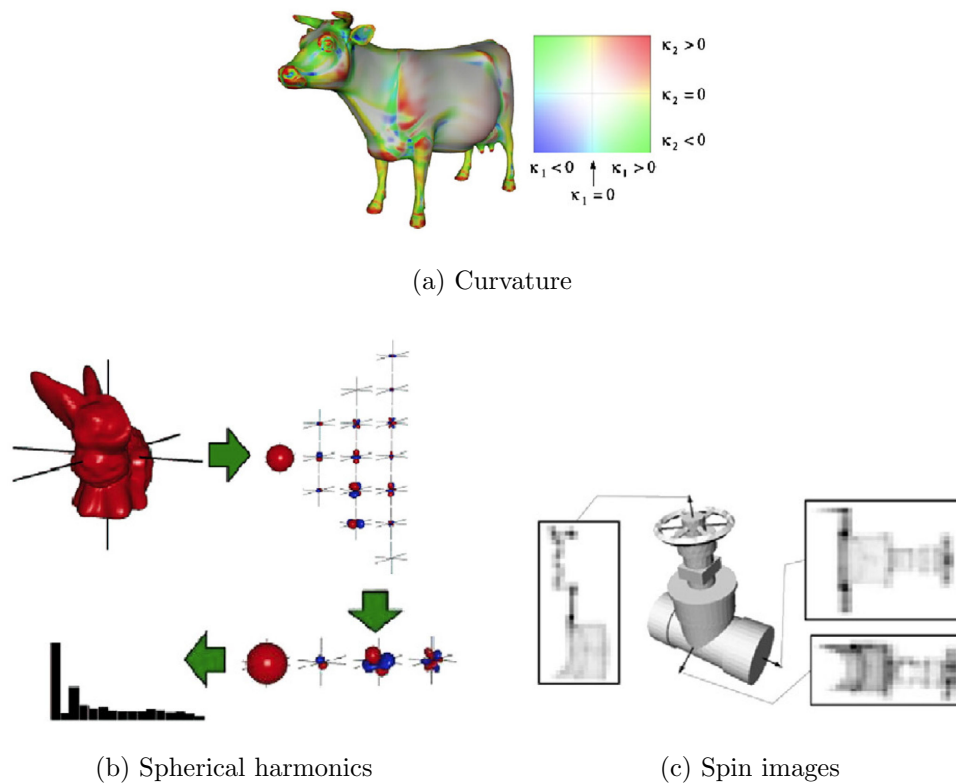 κ₂ > 0
κ₂ = 0
κ₂ < 0
κ₁ < 0 κ₁ > 0
κ₁ = 0
(a) Curvature
(b) Spherical harmonics
(c) Spin images